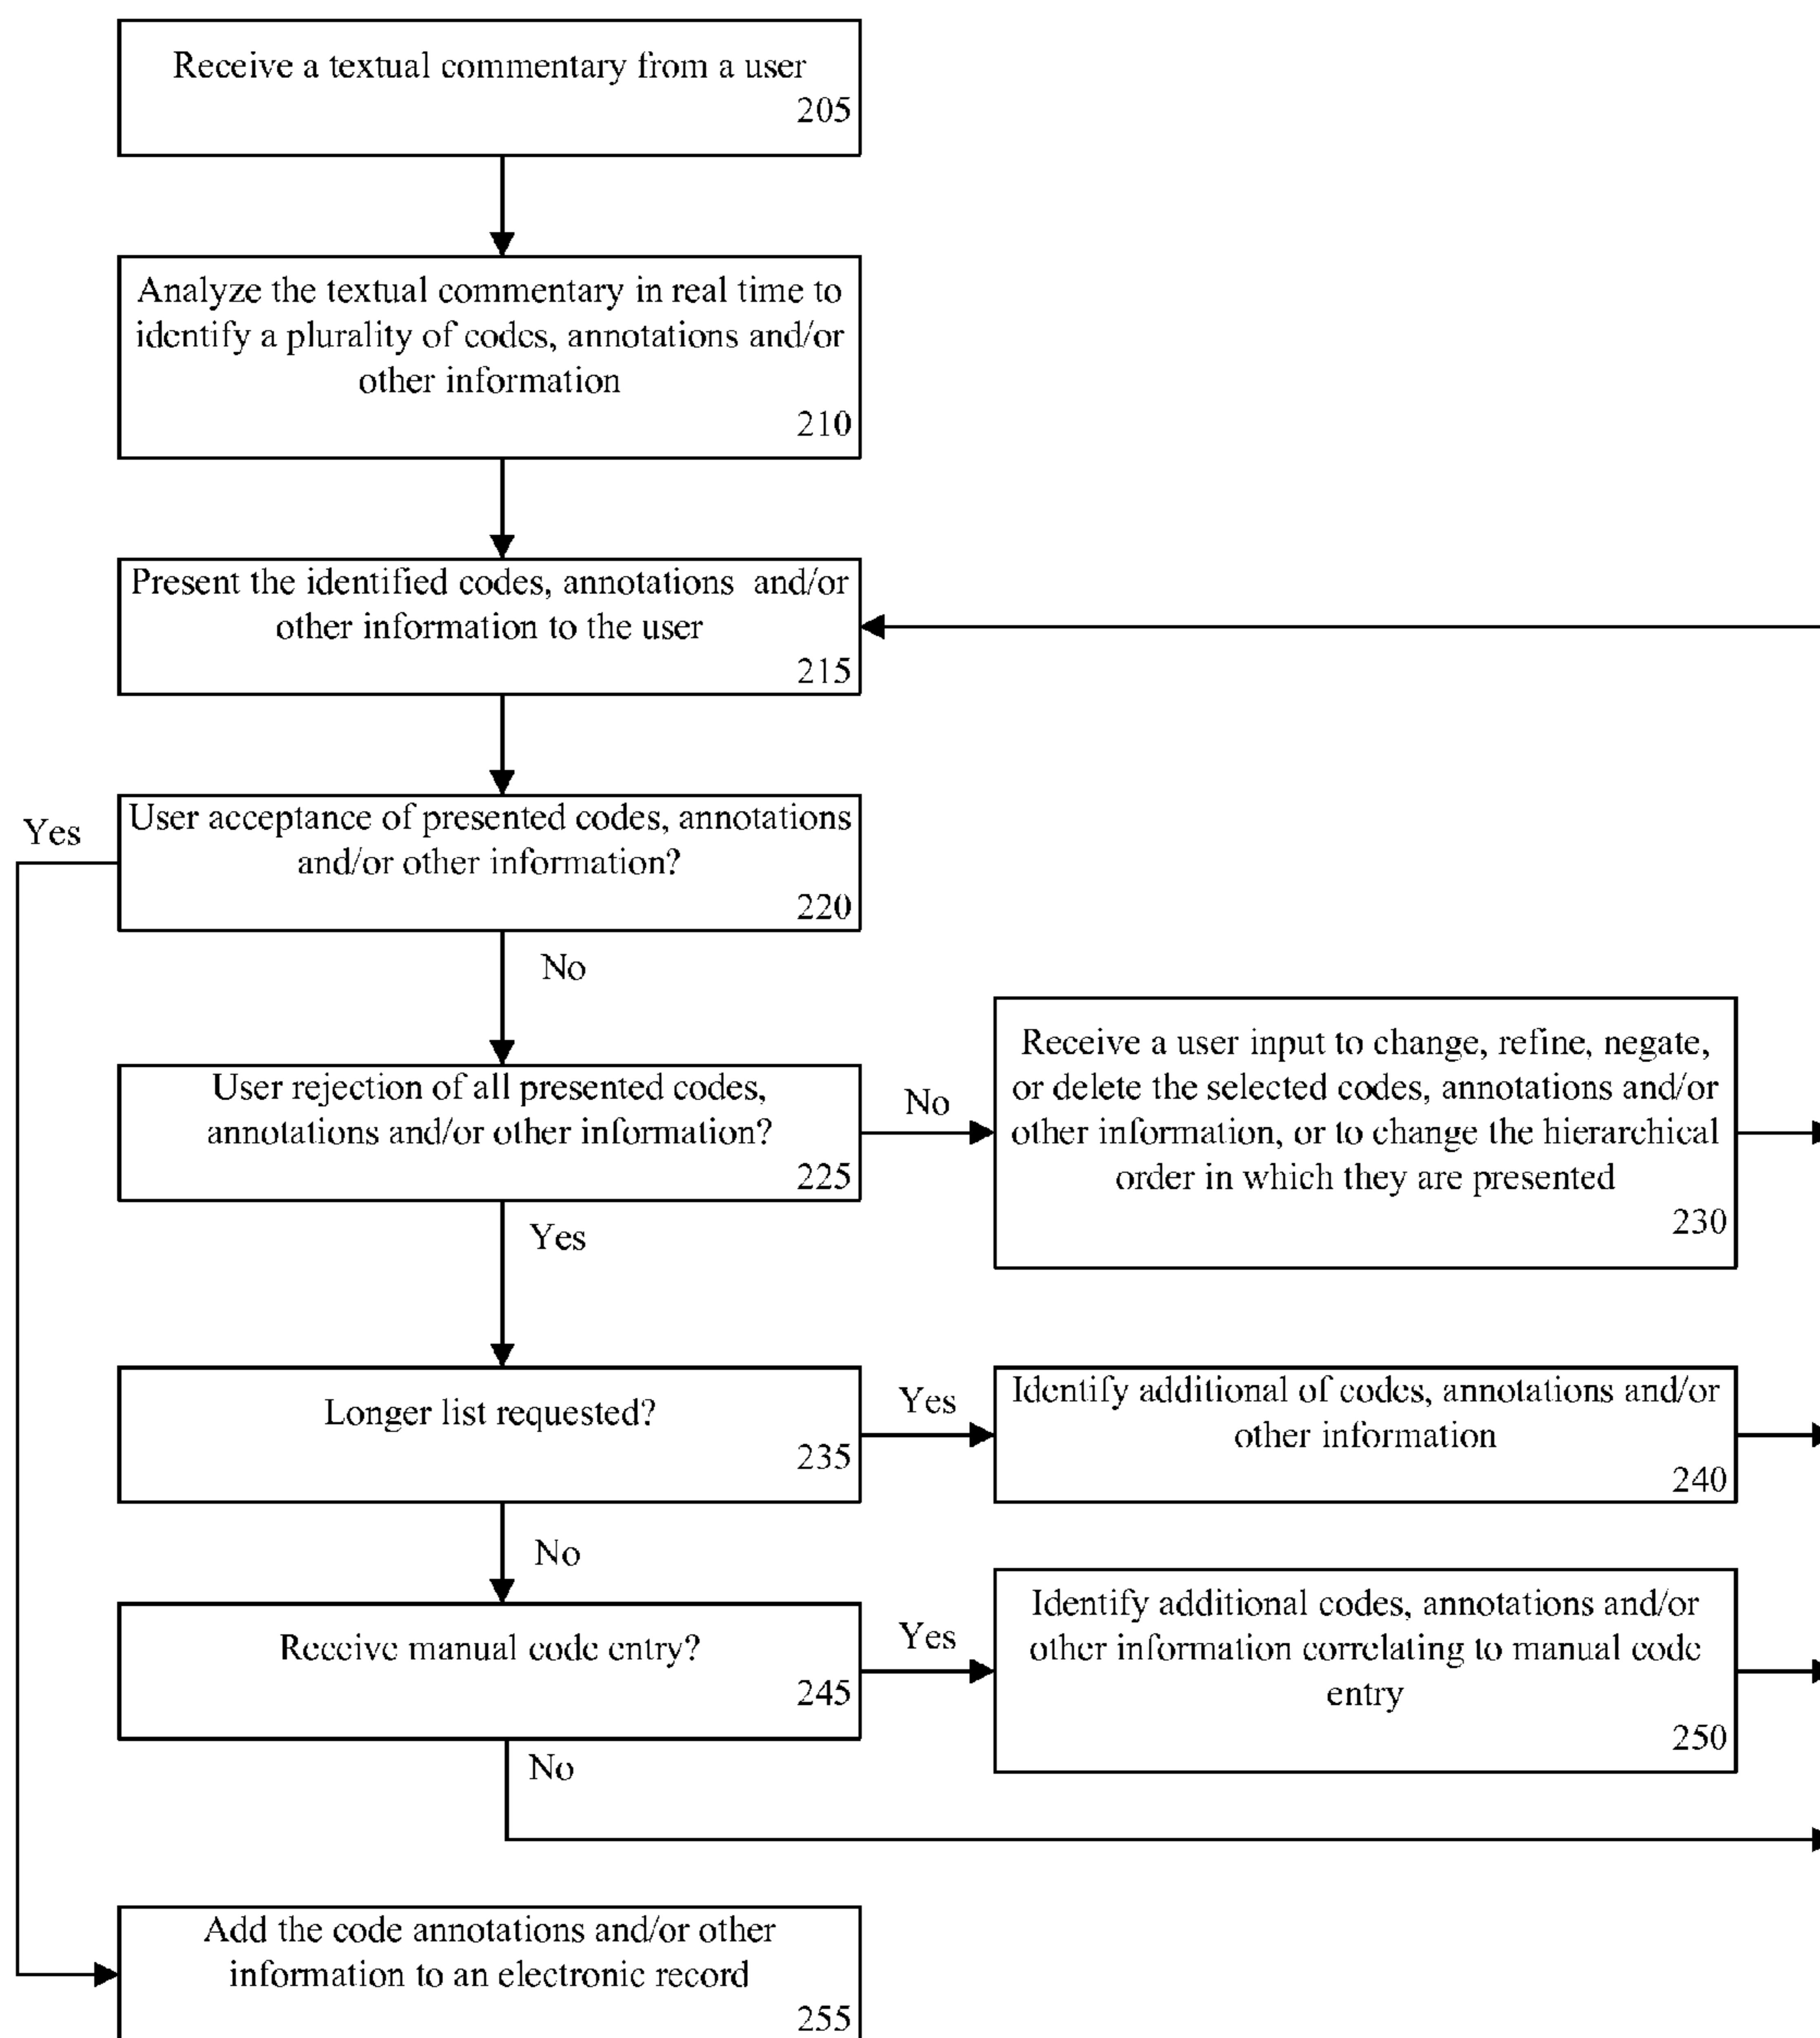 Receive a textual commentary from a user
205
Analyze the textual commentary in real time to
identify a plurality of codes, annotations and/or
other information
210
Present the identified codes, annotations and/or
other information to the user
215
Yes
User acceptance of presented codes, annotations
and/or other information?
220
No
User rejection of all presented codes,
annotations and/or other information?
225
No
Receive a user input to change, refine, negate,
or delete the selected codes, annotations and/or
other information, or to change the hierarchical
order in which they are presented
230
Yes
Longer list requested?
235
Yes
Identify additional of codes, annotations and/or
other information
240
No
Receive manual code entry?
245
Yes
Identify additional codes, annotations and/or
other information correlating to manual code
entry
250
No
Add the code annotations and/or other
information to an electronic record
255